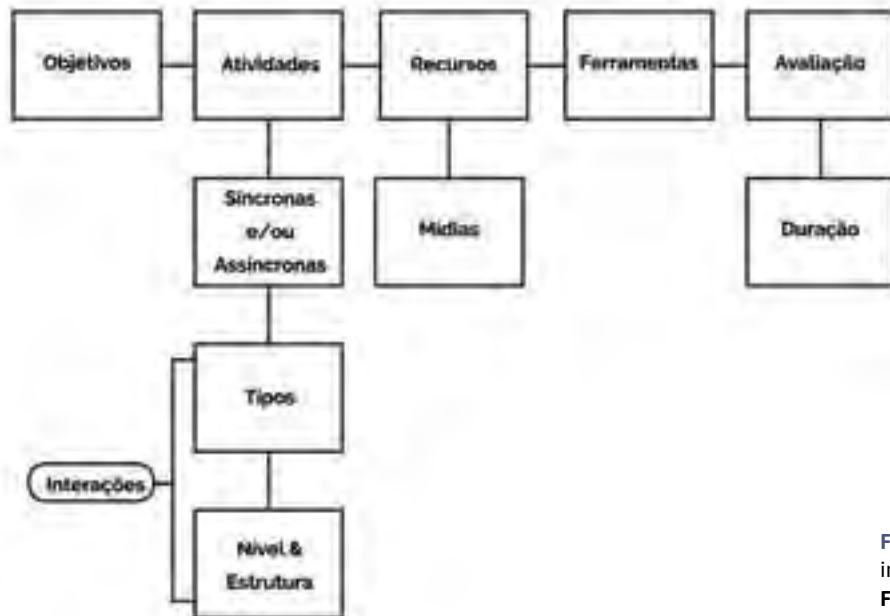 Objetivos
Atividades
Recursos
Ferramentas
Avaliação
Síncronas
e/ou
Assíncronas
Mídias
Duração
Tipos
Interações
Nível &
Estrutura